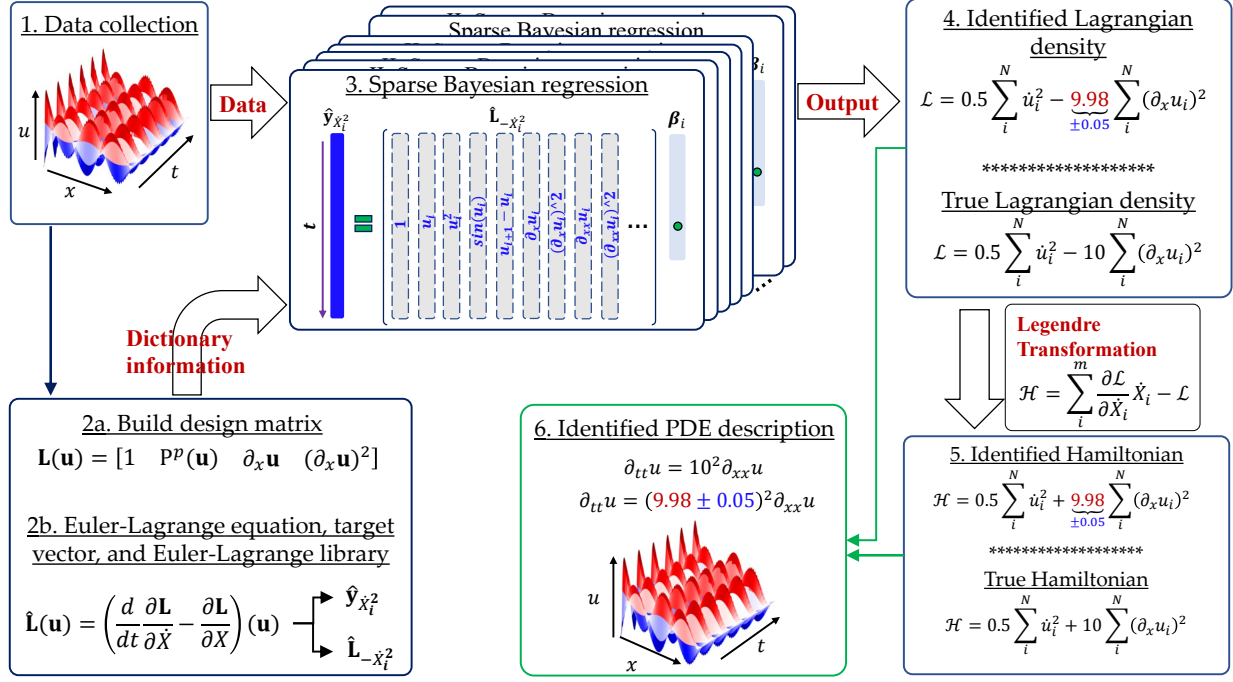 1. Data collection
u
x
t
Data
Sparse Bayesian regression
3. Sparse Bayesian regression
ŷ_{Ẋ_i^2}
L̂_{-Ẋ_i^2}
β_i
β_i
t
=
1
u_i
u_i^2
sin(u_i)
u_{i+1} − u_i
∂_x u_i
(∂_x u_i)^2
∂_{xx} u_i
(∂_{xx} u_i)^2
...
...
Output
4. Identified Lagrangian
density
ℒ = 0.5 ∑_i^N u̇_i^2 − 9.98 ∑_i^N (∂_x u_i)^2
±0.05
*******************
True Lagrangian density
ℒ = 0.5 ∑_i^N u̇_i^2 − 10 ∑_i^N (∂_x u_i)^2
Dictionary
information
Legendre
Transformation
ℋ = ∑_i^m ∂ℒ/∂Ẋ_i Ẋ_i − ℒ
2a. Build design matrix
L(u) = [1 P^p(u) ∂_x u (∂_x u)^2]
2b. Euler-Lagrange equation, target
vector, and Euler-Lagrange library
L̂(u) = (d/dt ∂L/∂Ẋ − ∂L/∂X) (u)
ŷ_{Ẋ_i^2}
L̂_{-Ẋ_i^2}
6. Identified PDE description
∂_{tt} u = 10^2 ∂_{xx} u
∂_{tt} u = (9.98 ± 0.05)^2 ∂_{xx} u
u
x
t
5. Identified Hamiltonian
ℋ = 0.5 ∑_i^N u̇_i^2 + 9.98 ∑_i^N (∂_x u_i)^2
±0.05
*******************
True Hamiltonian
ℋ = 0.5 ∑_i^N u̇_i^2 + 10 ∑_i^N (∂_x u_i)^2